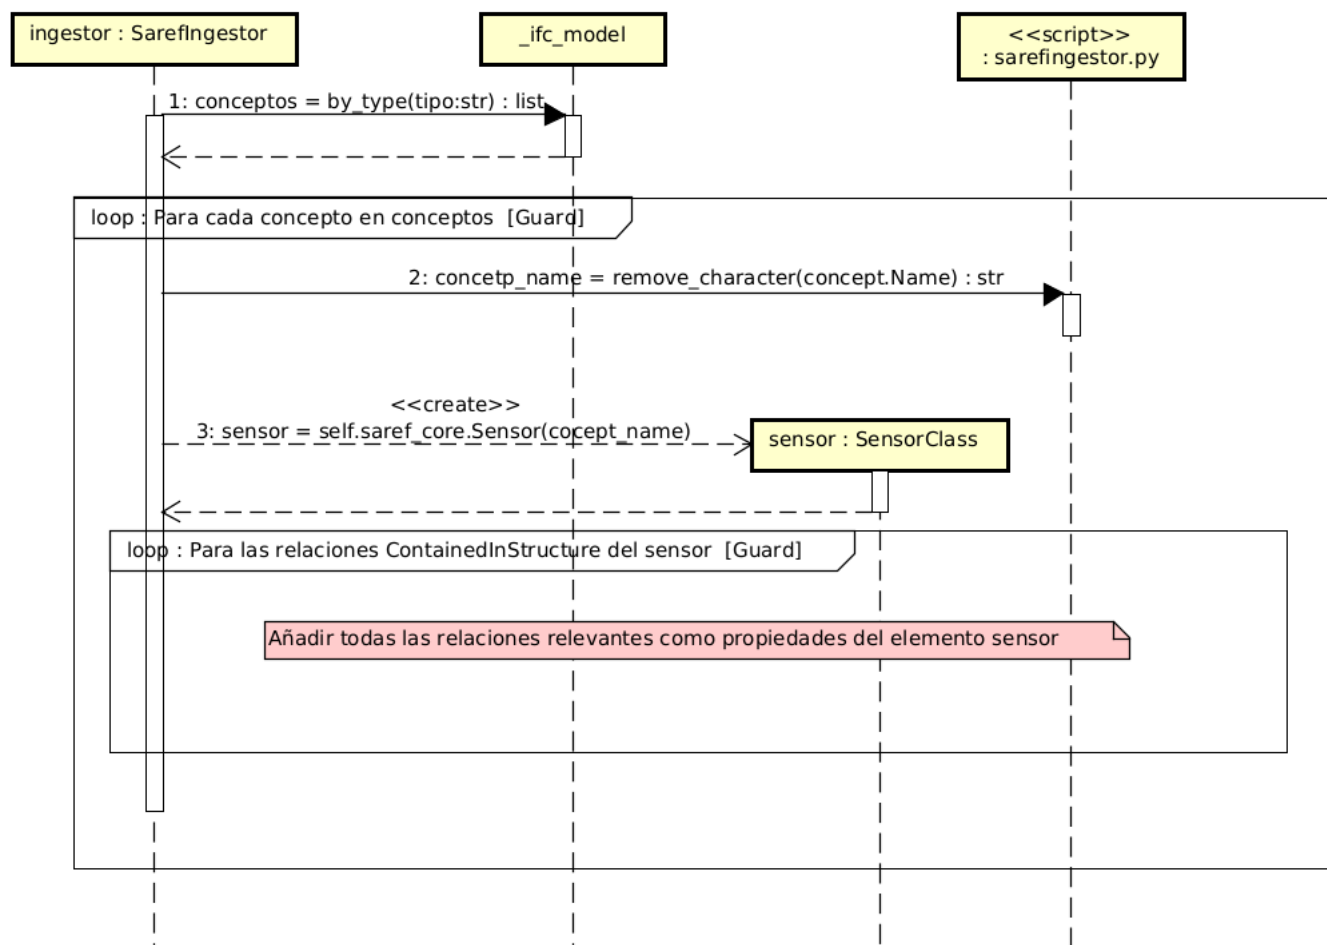 ingestor : SarefIngestor
_ifc_model
<<script>>
: sarefingestor.py
1: conceptos = by_type(tipo:str) : list
loop : Para cada concepto en conceptos [Guard]
2: concetp_name = remove_character(concept.Name) : str
<<create>>
3: sensor = self.saref_core.Sensor(cocept_name)
sensor : SensorClass
loop : Para las relaciones ContainedInStructure del sensor [Guard]
Añadir todas las relaciones relevantes como propiedades del elemento sensor